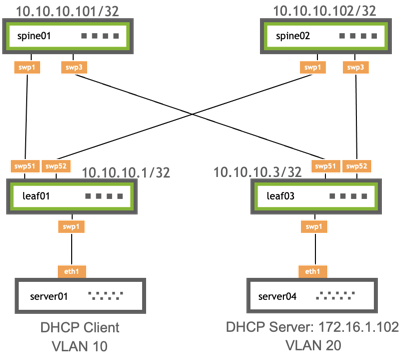 10.10.10.101/32
10.10.10.102/32
spine01
spine02
swp1
swp3
swp1
swp3
swp51
swp52
swp51
swp52
10.10.10.1/32
10.10.10.3/32
leaf01
leaf03
swp1
swp1
eth1
eth1
server01
server04
DHCP Client
VLAN 10
DHCP Server: 172.16.1.102
VLAN 20